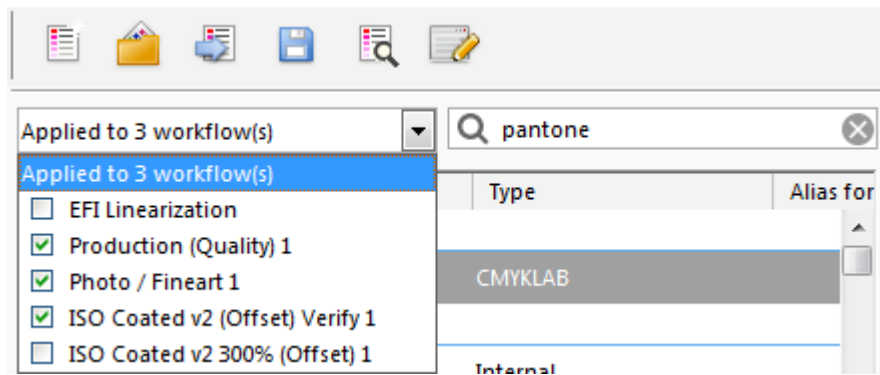 Applied to 3 workflow(s)
pantone
Applied to 3 workflow(s)
Type
Alias for
EFI Linearization
Production (Quality) 1
Photo / Fineart 1
CMYKLAB
ISO Coated v2 (Offset) Verify 1
ISO Coated v2 300% (Offset) 1
Internal